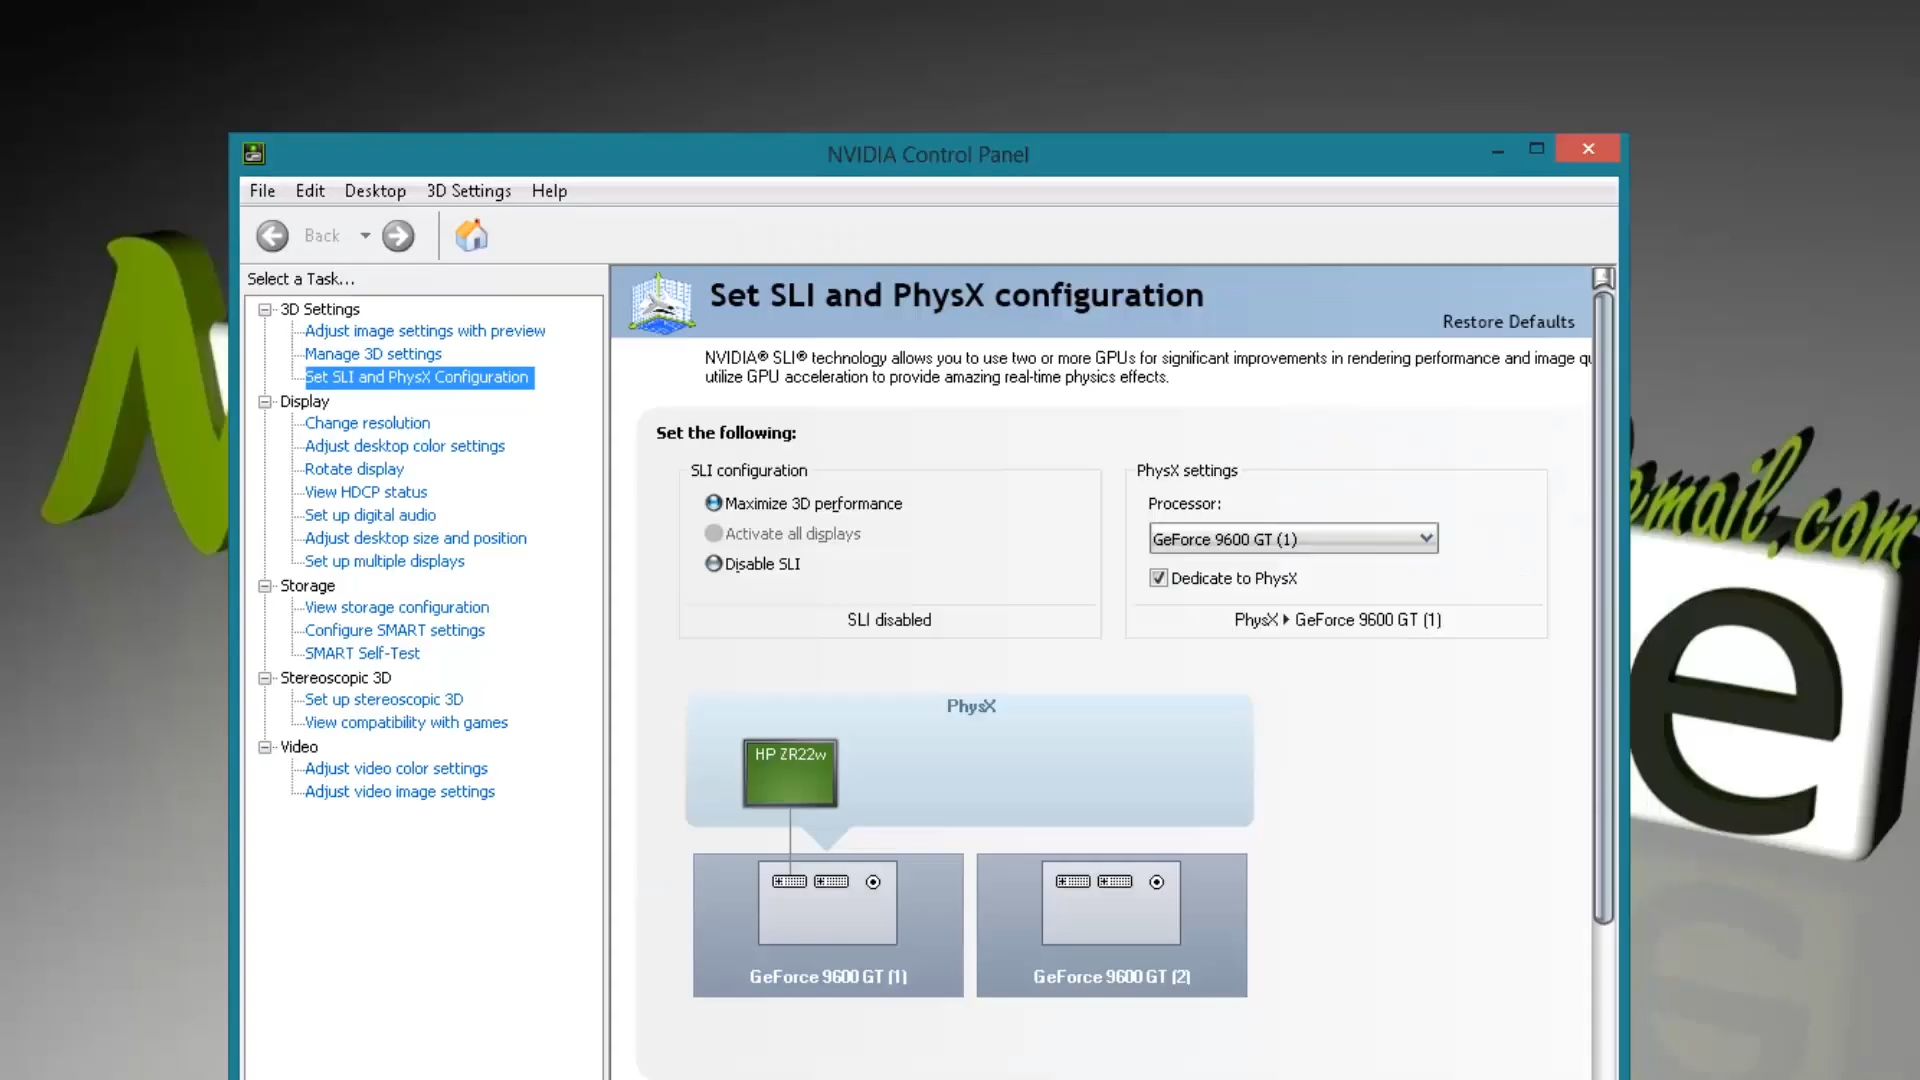 NVIDIA Control Panel
File Edit Desktop 3D Settings Help
Back
Select a Task...
3D Settings
Adjust image settings with preview
Manage 3D settings
Set SLI and PhysX Configuration
Display
Change resolution
Adjust desktop color settings
Rotate display
View HDCP status
Set up digital audio
Adjust desktop size and position
Set up multiple displays
Storage
View storage configuration
Configure SMART settings
SMART Self-Test
Stereoscopic 3D
Set up stereoscopic 3D
View compatibility with games
Video
Adjust video color settings
Adjust video image settings
Set SLI and PhysX configuration
Restore Defaults
NVIDIA® SLI® technology allows you to use two or more GPUs for significant improvements in rendering performance and image
utilize GPU acceleration to provide amazing real-time physics effects.
Set the following:
SLI configuration
Maximize 3D performance
Activate all displays
Disable SLI
SLI disabled
PhysX settings
Processor:
GeForce 9600 GT (1)
Dedicate to PhysX
PhysX GeForce 9600 GT (1)
PhysX
HP ZR22w
GeForce 9600 GT (1)
GeForce 9600 GT (2)
mail.com
e